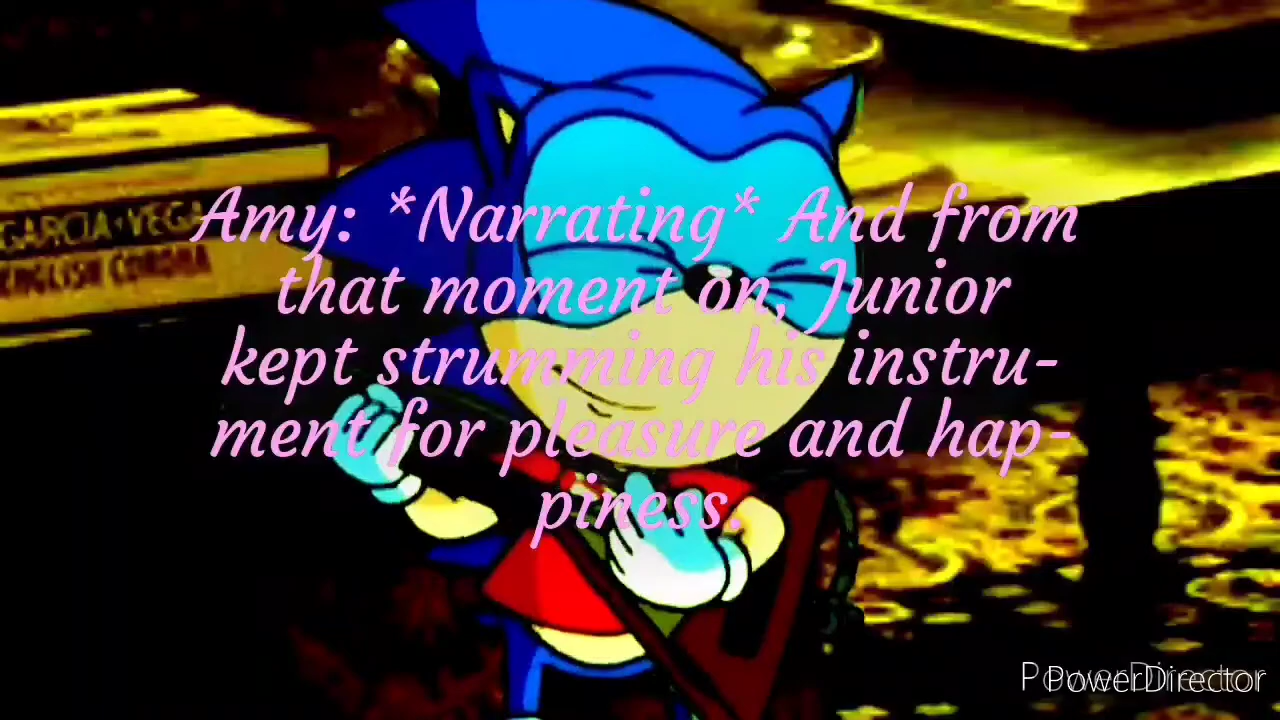 GARCIA·VEGA
ENGLISH CORONA
Amy: *Narrating* And from
that moment on, Junior
kept strumming his instru-
ment for pleasure and hap-
piness.
PowerDirector
PowerDirector